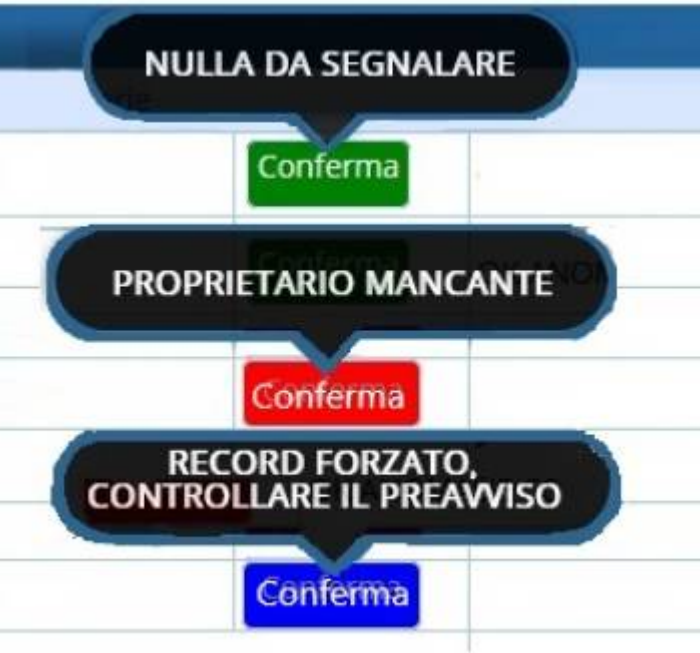 NULLA DA SEGNALARE
Conferma
PROPRIETARIO MANCANTE
Conferma
RECORD FORZATO,
CONTROLLARE IL PREAVVISO
Conferma